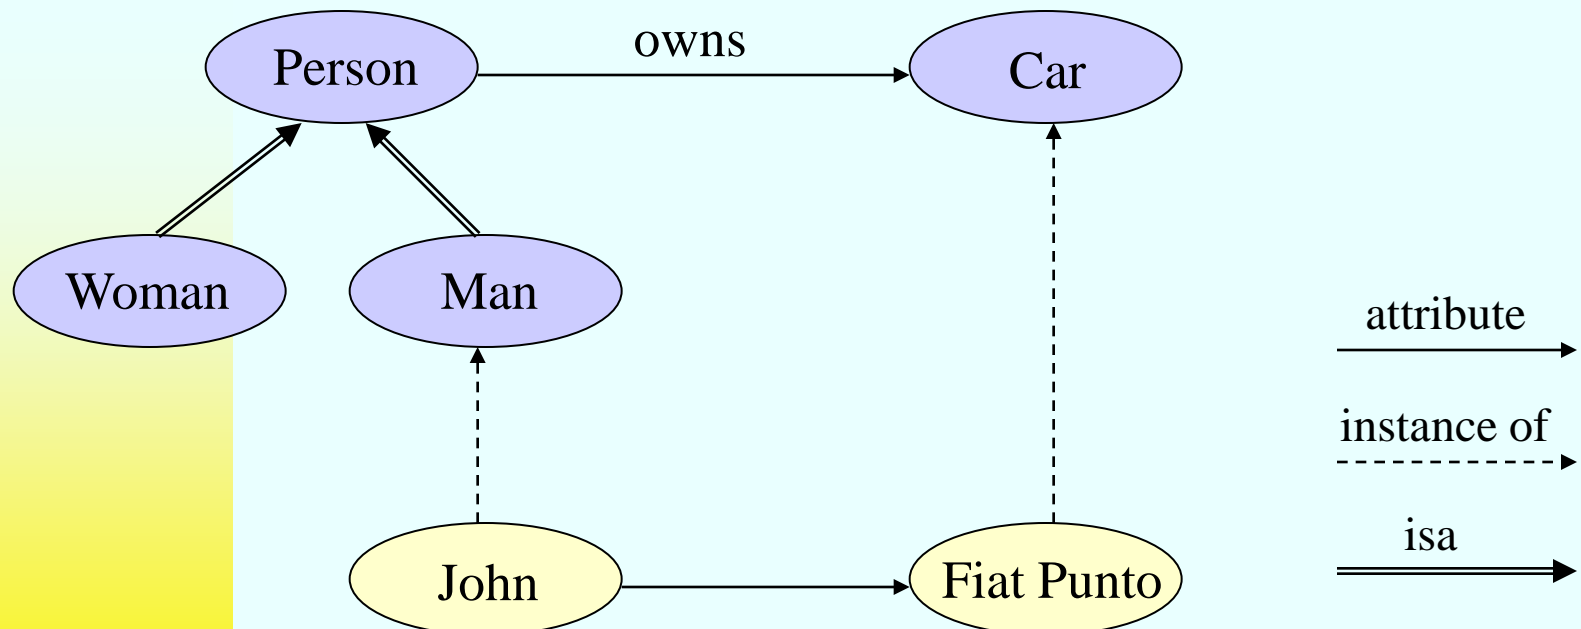 Person
owns
Car
Woman
Man
attribute
instance of
isa
John
Fiat Punto